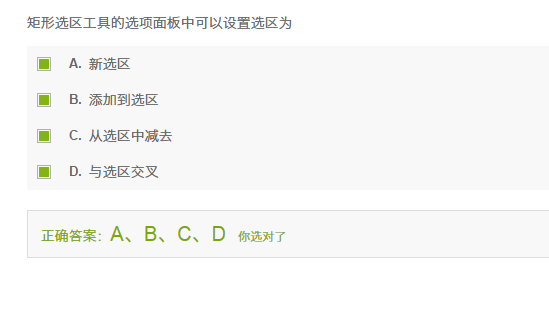 矩形选区工具的选项面板中可以设置选区为
A. 新选区
B. 添加到选区
C. 从选区中减去
D. 与选区交叉
正确答案：A、B、C、D 你选对了